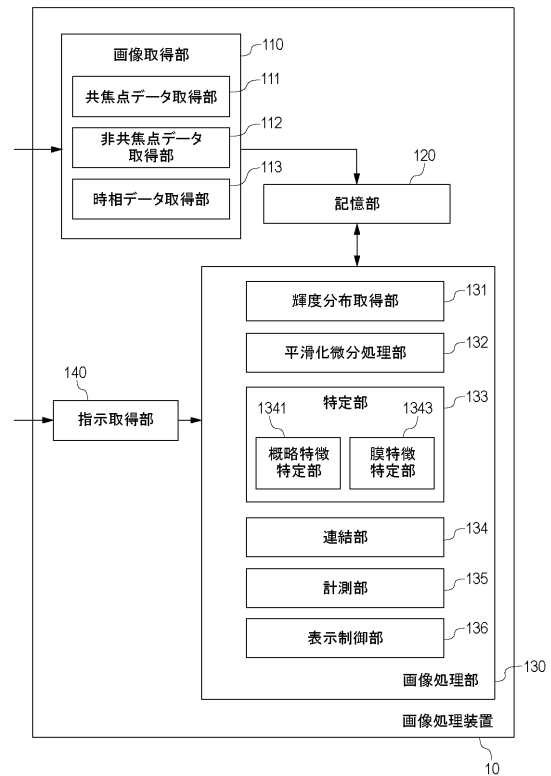 画像取得部
110
共焦点データ取得部
111
非共焦点データ
取得部
112
時相データ取得部
113
記憶部
120
輝度分布取得部
131
平滑化微分処理部
132
特定部
133
1341
概略特徴
特定部
1343
膜特徴
特定部
140
指示取得部
連結部
134
計測部
135
表示制御部
136
画像処理部
130
画像処理装置
10